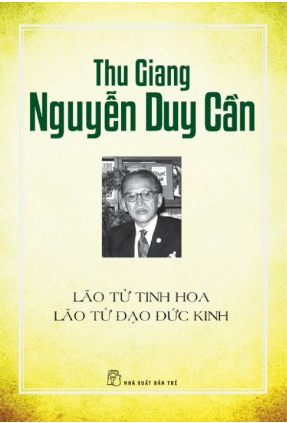 Thu Giang
Nguyễn Duy Cần
LÃO TỬ TINH HOA
LÃO TỬ ĐẠO ĐỨC KINH
NHÀ XUẤT BẢN TRẺ